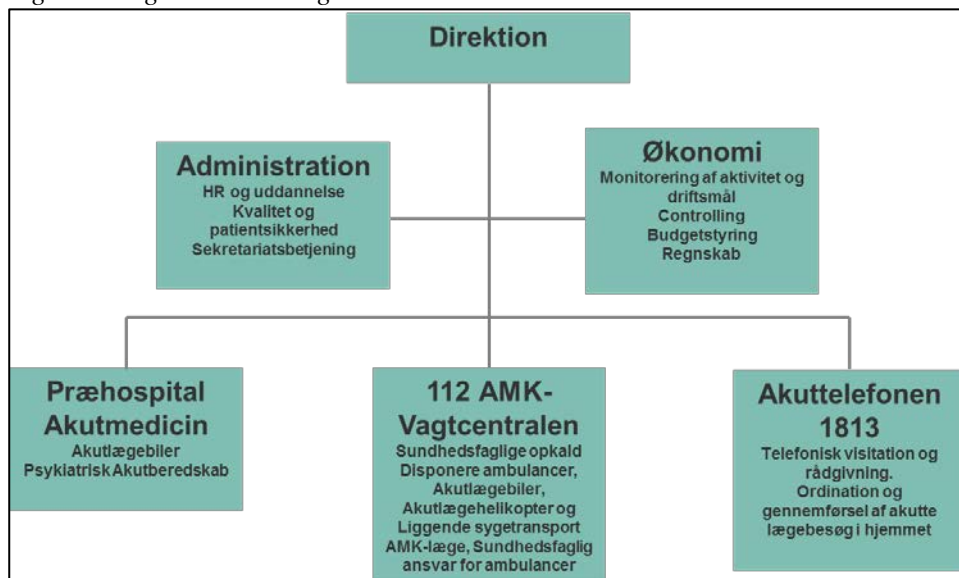 Direktion
Administration
HR og uddannelse
Kvalitet og
patientsikkerhed
Sekretariatsbetjening
Økonomi
Monitorering af aktivitet og
driftsmål
Controlling
Budgetstyring
Regnskab
Præhospital
Akutmedicin
Akutlægebiler
Psykiatrisk Akutberedskab
112 AMK-
Vagtcentralen
Sundhedsfaglige opkald
Disponere ambulancer,
Akutlægebiler,
Akutlægehelikopter og
Liggende sygetransport
AMK-læge, Sundhedsfaglig
ansvar for ambulancer
Akuttelefonen
1813
Telefonisk visitation og
rådgivning.
Ordination og
gennemførsel af akutte
lægebesøg i hjemmet